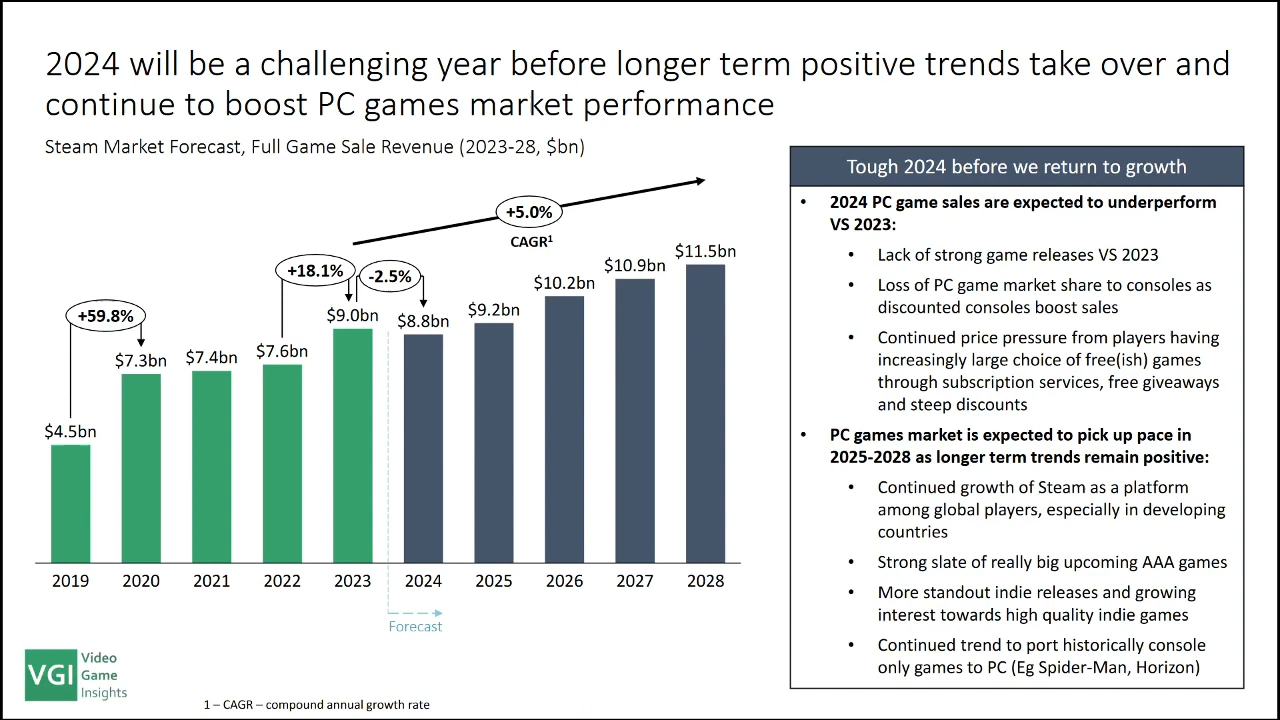 2024 will be a challenging year before longer term positive trends take over and
continue to boost PC games market performance
Steam Market Forecast, Full Game Sale Revenue (2023-28, $bn)
+5.0%
CAGR¹
+59.8%
+18.1%
-2.5%
$4.5bn
$7.3bn
$7.4bn
$7.6bn
$9.0bn
$8.8bn
$9.2bn
$10.2bn
$10.9bn
$11.5bn
2019
2020
2021
2022
2023
2024
2025
2026
2027
2028
Forecast
Tough 2024 before we return to growth
• 2024 PC game sales are expected to underperform
VS 2023:
• Lack of strong game releases VS 2023
• Loss of PC game market share to consoles as
discounted consoles boost sales
• Continued price pressure from players having
increasingly large choice of free(ish) games
through subscription services, free giveaways
and steep discounts
• PC games market is expected to pick up pace in
2025-2028 as longer term trends remain positive:
• Continued growth of Steam as a platform
among global players, especially in developing
countries
• Strong slate of really big upcoming AAA games
• More standout indie releases and growing
interest towards high quality indie games
• Continued trend to port historically console
only games to PC (Eg Spider-Man, Horizon)
VGI
Video
Game
Insights
1 – CAGR – compound annual growth rate